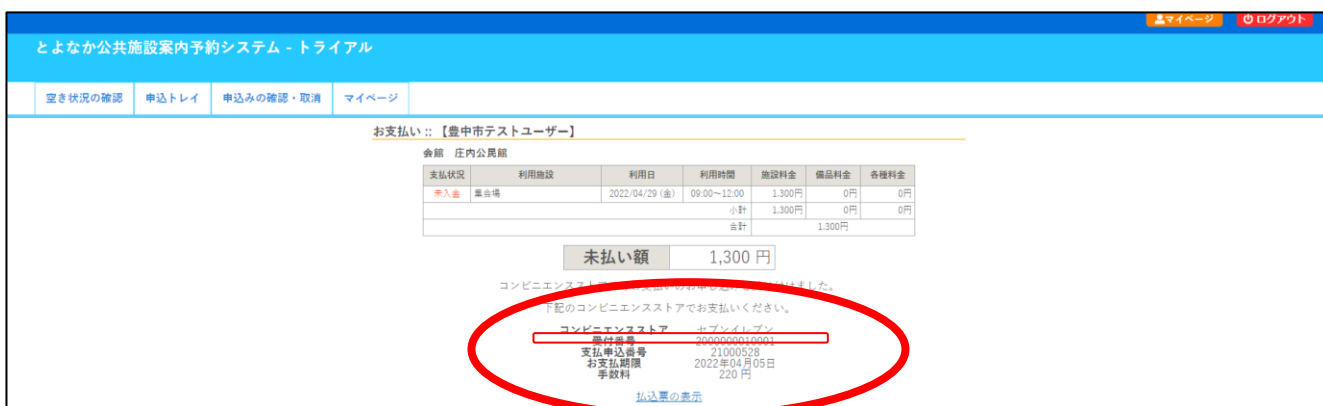 マイページ ログアウト
とよなか公共施設案内予約システム - トライアル
空き状況の確認 申込トレイ 申込みの確認・取消 マイページ
お支払い :: 【豊中市テストユーザー】
会館 庄内公民館
支払状況 利用施設 利用日 利用時間 施設料金 備品料金 各種料金
未入金 集会場 2022/04/29 (金) 09:00～12:00 1,300円 0円 0円
小計 1,300円 0円 0円
合計 1,300円
未払い額 1,300 円
コンビニエンスストア
下記のコンビニエンスストアでお支払いください。
コンビニエンスストア セブンイレブン
受付番号 2000000010001
支払申込番号 21000528
お支払期限 2022年04月05日
手数料 220 円
払込票の表示